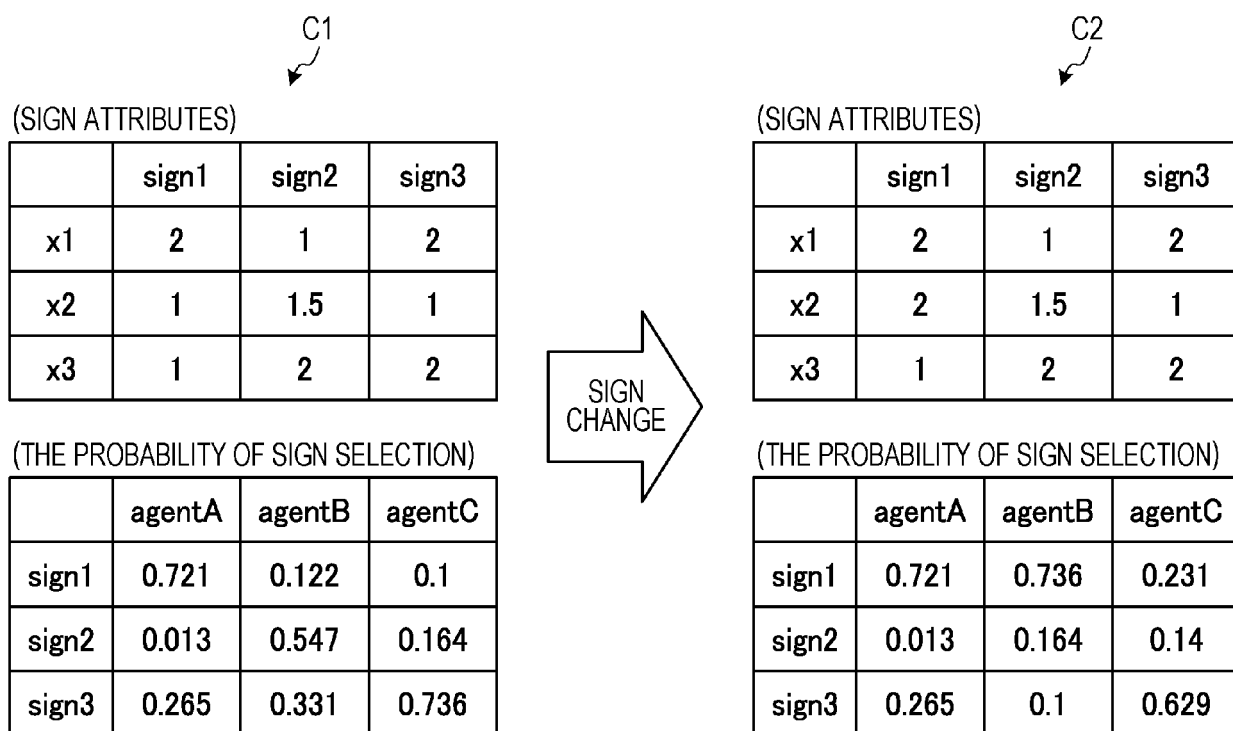 C1
(SIGN ATTRIBUTES)
sign1 sign2 sign3
x1 2 1 2
x2 1 1.5 1
x3 1 2 2
(THE PROBABILITY OF SIGN SELECTION)
agentA agentB agentC
sign1 0.721 0.122 0.1
sign2 0.013 0.547 0.164
sign3 0.265 0.331 0.736
SIGN
CHANGE
C2
(SIGN ATTRIBUTES)
sign1 sign2 sign3
x1 2 1 2
x2 2 1.5 1
x3 1 2 2
(THE PROBABILITY OF SIGN SELECTION)
agentA agentB agentC
sign1 0.721 0.736 0.231
sign2 0.013 0.164 0.14
sign3 0.265 0.1 0.629